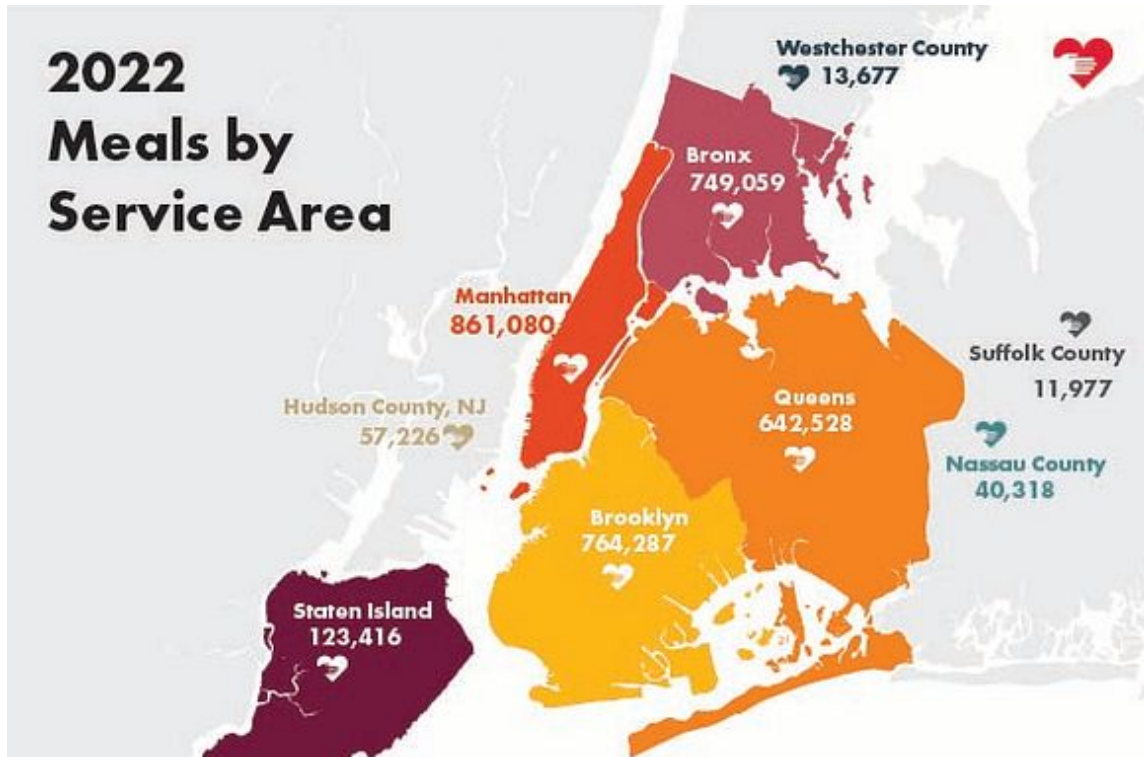 2022
Meals by
Service Area
Westchester County
13,677
Bronx
749,059
Manhattan
861,080
Suffolk County
11,977
Hudson County, NJ
57,226
Queens
642,528
Nassau County
40,318
Brooklyn
764,287
Staten Island
123,416